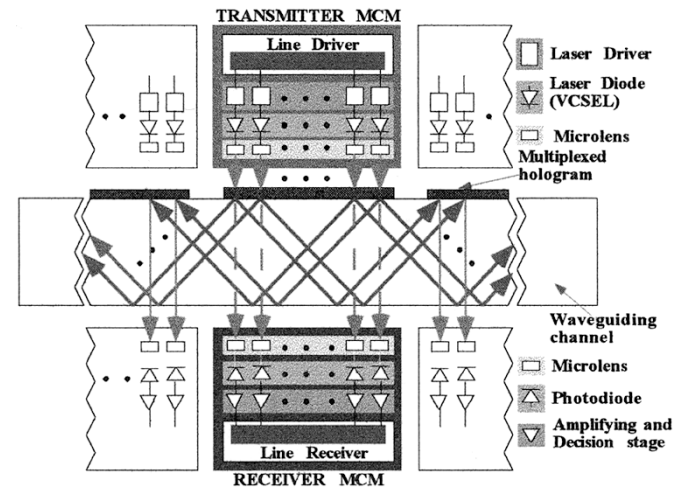 TRANSMITTER MCM
Line Driver
Laser Driver
Laser Diode
(VCSEL)
Microlens
Multiplexed
hologram
Waveguiding
channel
Microlens
Photodiode
Amplifying and
Decision stage
Line Receiver
RECEIVER MCM